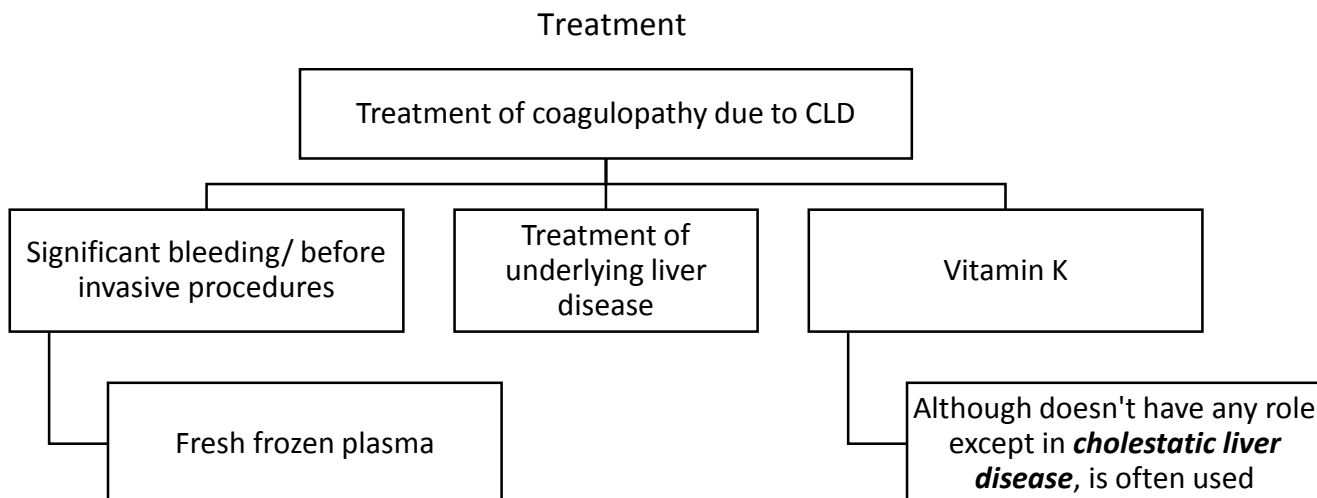 Treatment
Treatment of coagulopathy due to CLD
Significant bleeding/ before
invasive procedures
Treatment of
underlying liver
disease
Vitamin K
Fresh frozen plasma
Although doesn't have any role
except in cholestatic liver
disease, is often used